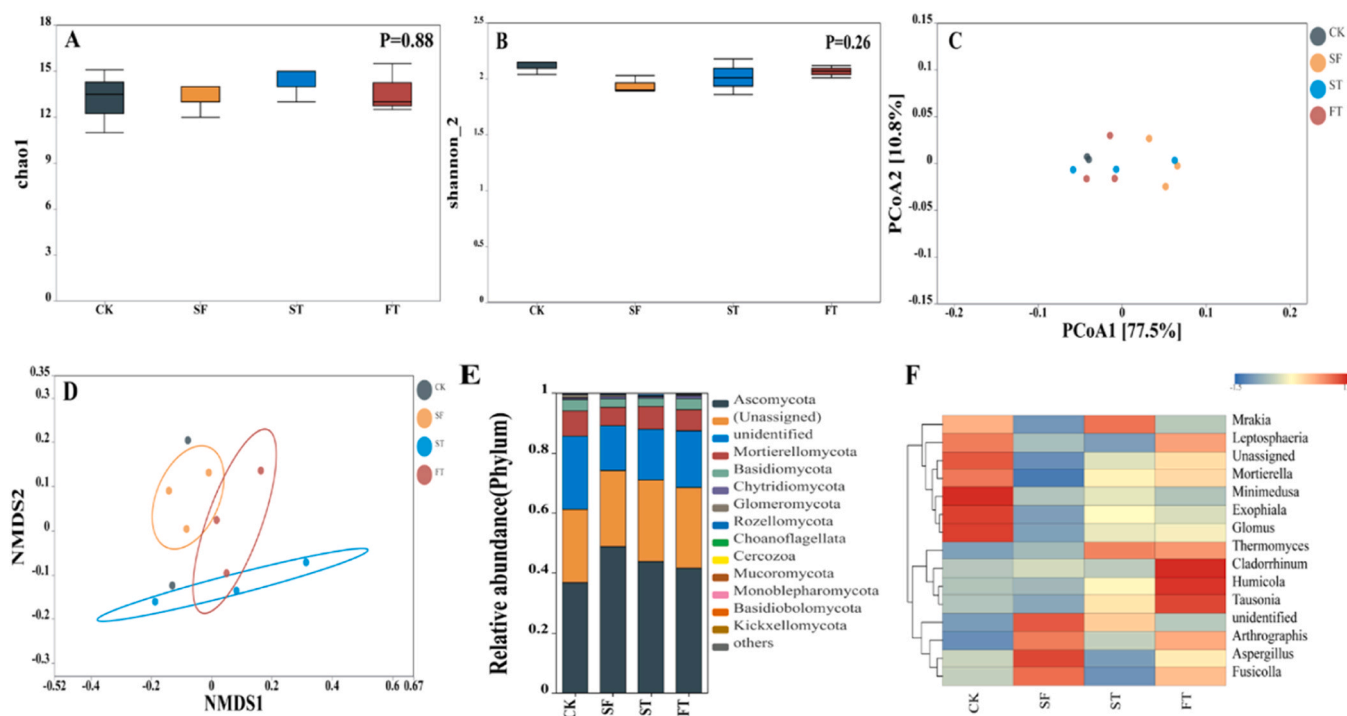 A
P=0.88
chao1
18
15
12
9
6
3
0
CK
SF
ST
FT
B
P=0.26
shannon_2
2.5
2
1.5
1
0.5
0
CK
SF
ST
FT
C
PCoA2 [10.8%]
0.15
0.1
0.05
0
-0.05
-0.1
-0.15
-0.2
-0.1
0
0.1
0.2
PCoA1 [77.5%]
CK
SF
ST
FT
D
NMDS2
0.35
0.3
0.2
0.1
0
-0.1
-0.2
-0.3
-0.52
-0.4
-0.2
0
0.2
0.4
0.6 0.67
NMDS1
CK
SF
ST
FT
E
Relative abundance(Phylum)
1
0.8
0.6
0.4
0.2
0
CK
SF
ST
FT
Ascomycota
(Unassigned)
unidentified
Mortierellomycota
Basidiomycota
Chytridiomycota
Glomeromycota
Rozellomycota
Choanoflagellata
Cercozoa
Mucoromycota
Monoblepharomycota
Basidiobolomycota
Kickxellomycota
others
F
Mrakia
Leptosphaeria
Unassigned
Mortierella
Minimedusa
Exophiala
Glomus
Thermomyces
Cladorrhinum
Humicola
Tausonia
unidentified
Arthrographis
Aspergillus
Fusicolla
CK
SF
ST
FT